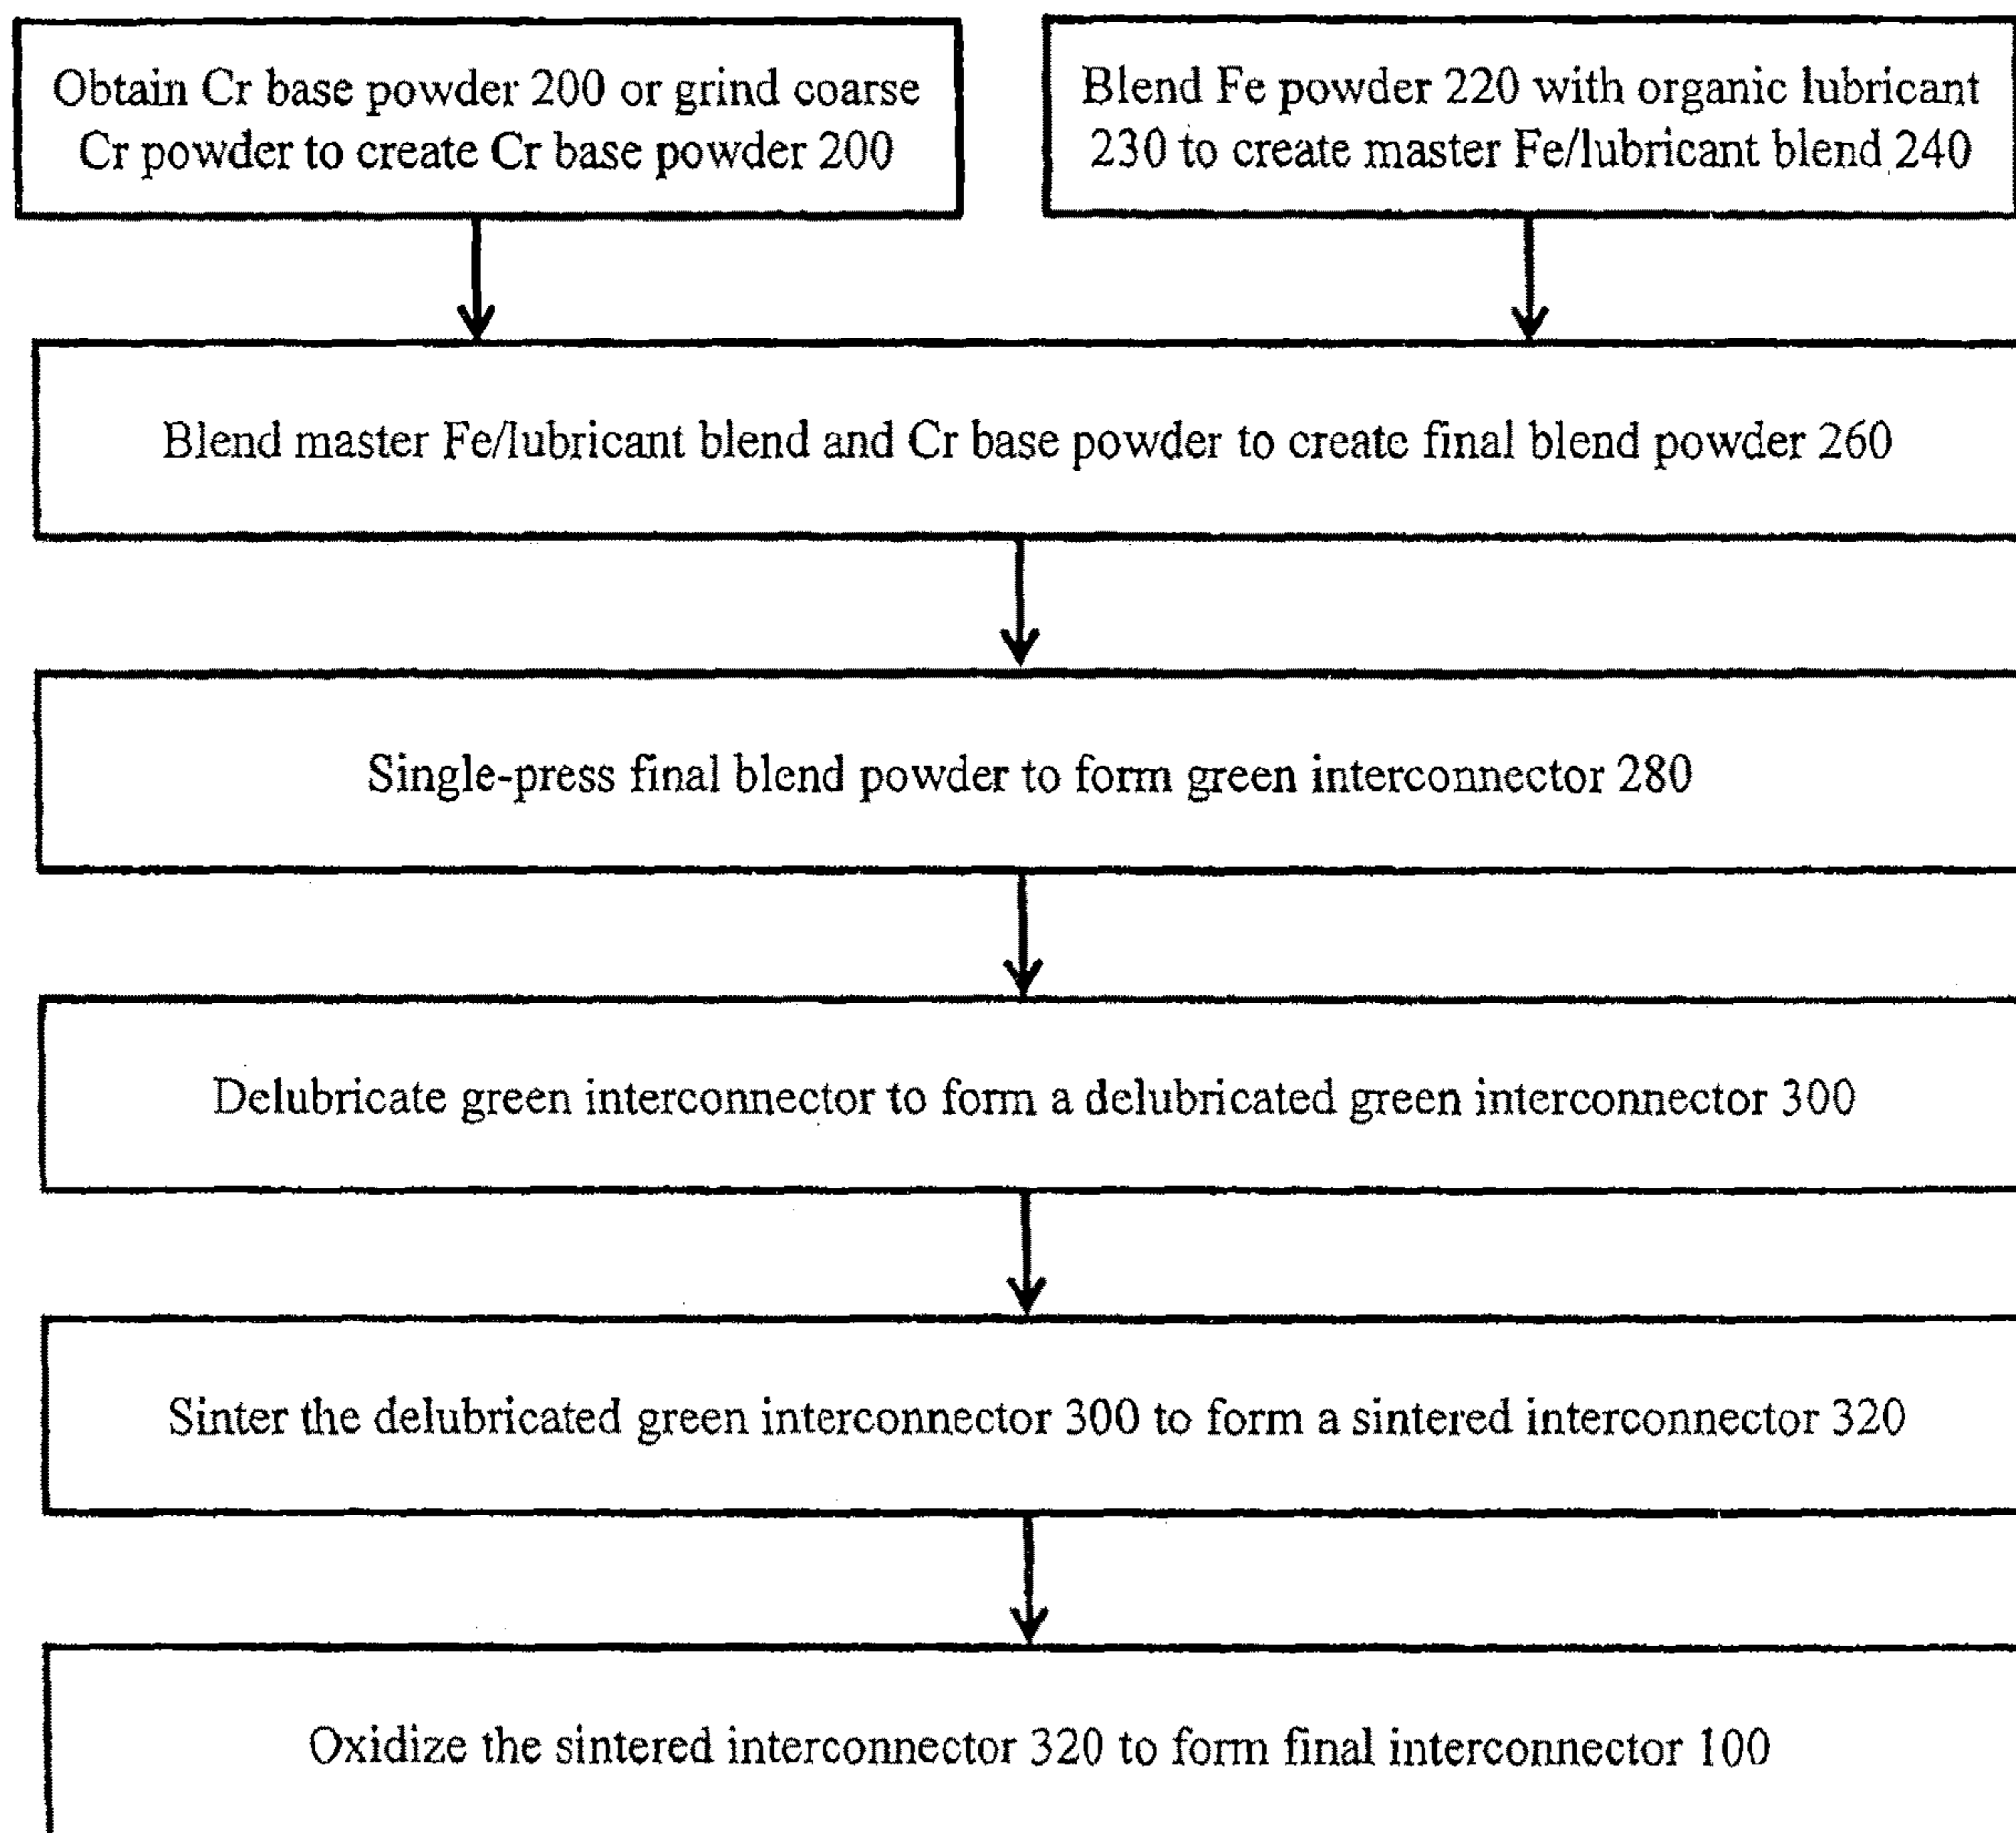 Obtain Cr base powder 200 or grind coarse
Cr powder to create Cr base powder 200
Blend Fe powder 220 with organic lubricant
230 to create master Fe/lubricant blend 240
Blend master Fe/lubricant blend and Cr base powder to create final blend powder 260
Single-press final blend powder to form green interconnector 280
Delubricate green interconnector to form a delubricated green interconnector 300
Sinter the delubricated green interconnector 300 to form a sintered interconnector 320
Oxidize the sintered interconnector 320 to form final interconnector 100